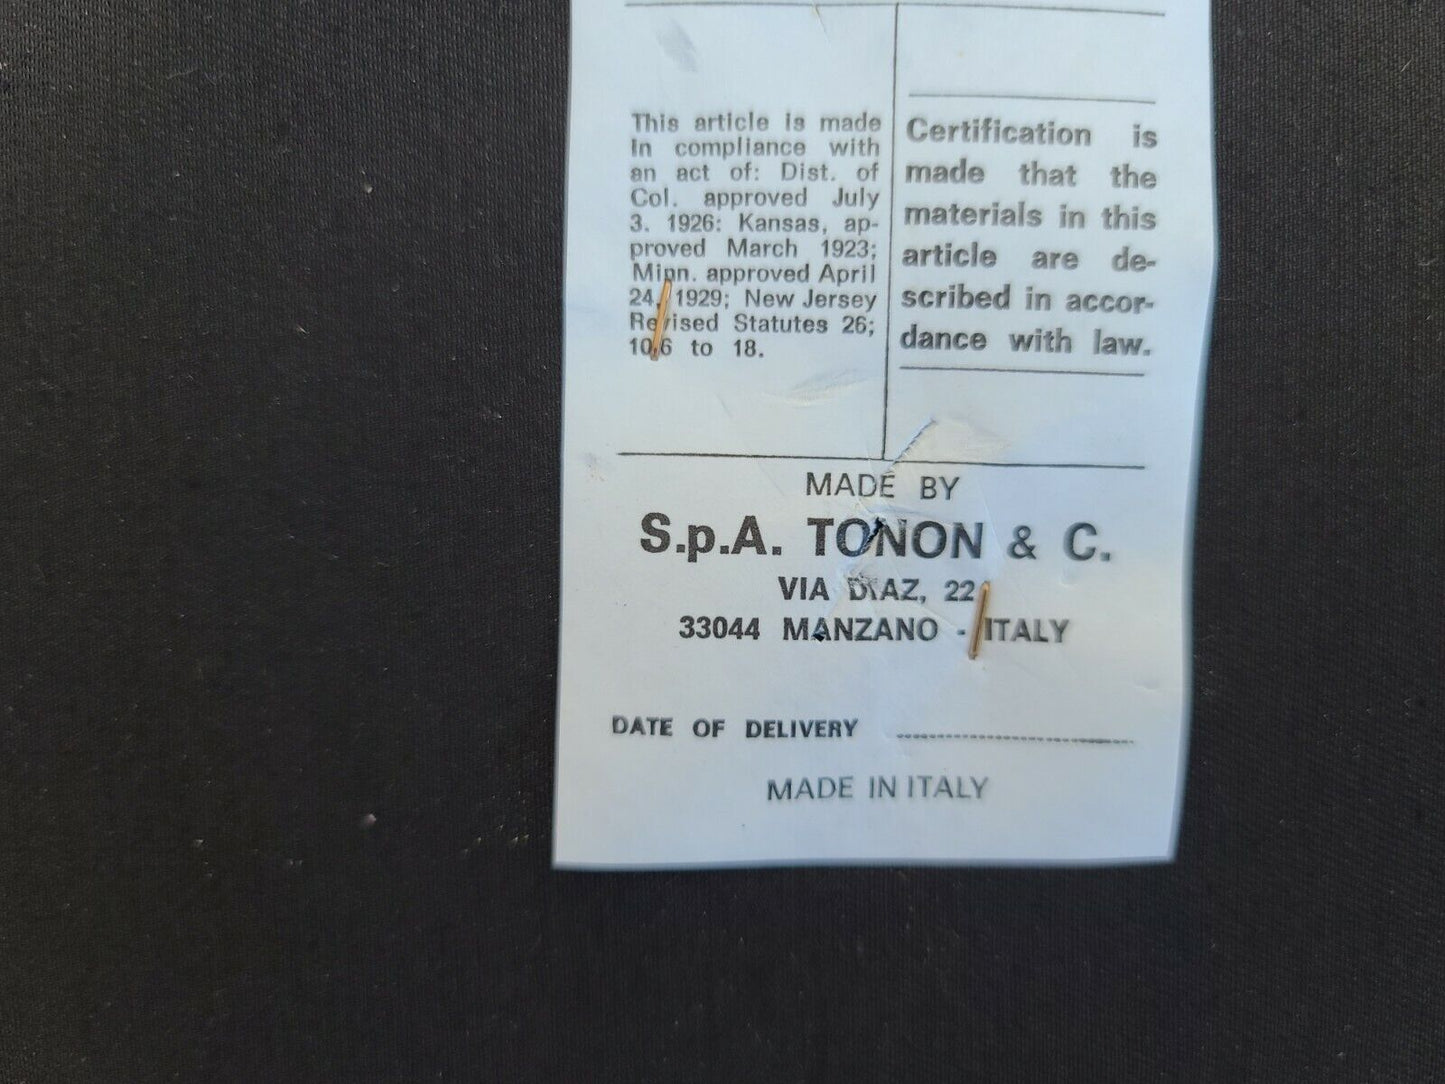 This article is made
in compliance with
an act of: Dist. of
Col. approved July
3. 1926: Kansas, ap-
proved March 1923;
Minn. approved April
24, 1929; New Jersey
Revised Statutes 26;
10,6 to 18.
Certification is
made that the
materials in this
article are de-
scribed in accor-
dance with law.
MADE BY
S.p.A. TONON & C.
VIA DIAZ, 22
33044 MANZANO - ITALY
DATE OF DELIVERY
MADE IN ITALY